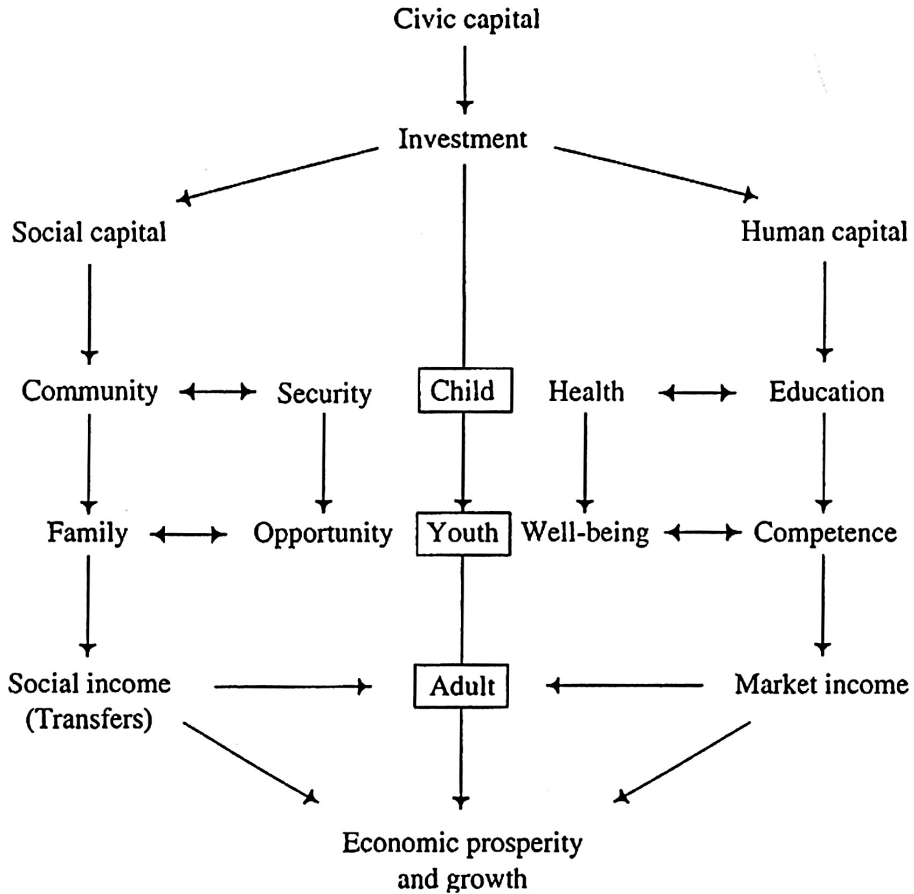 Civic capital
Investment
Social capital
Human capital
Community
Security
Child
Health
Education
Family
Opportunity
Youth
Well-being
Competence
Social income
(Transfers)
Adult
Market income
Economic prosperity
and growth